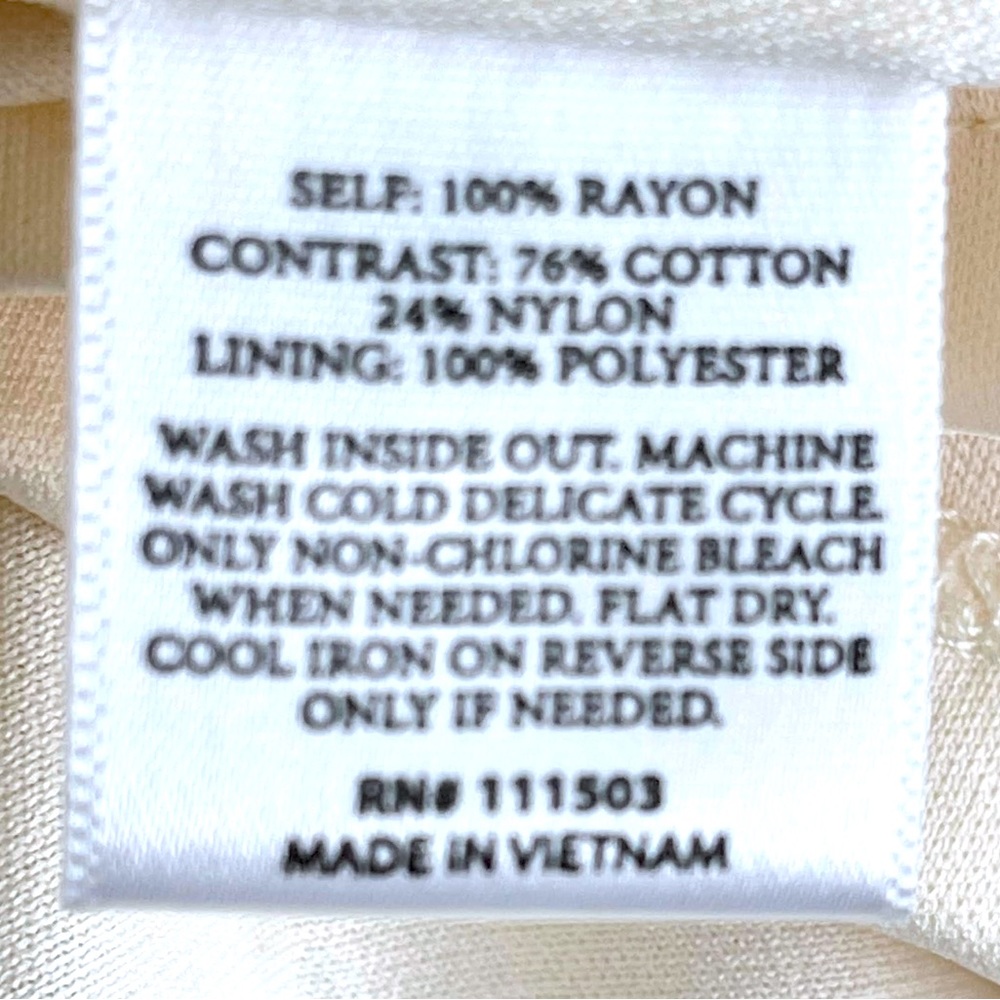 SELF: 100% RAYON
CONTRAST: 76% COTTON
24% NYLON
LINING: 100% POLYESTER
WASH INSIDE OUT. MACHINE
WASH COLD DELICATE CYCLE.
ONLY NON-CHLORINE BLEACH
WHEN NEEDED. FLAT DRY.
COOL IRON ON REVERSE SIDE
ONLY IF NEEDED.
RN# 111503
MADE IN VIETNAM